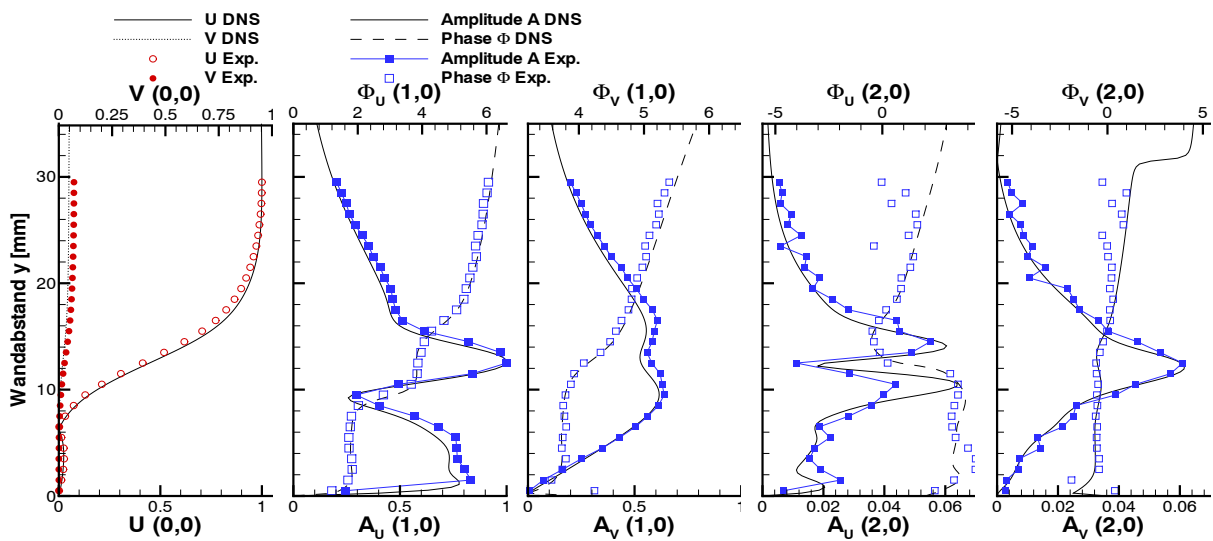 U DNS
V DNS
U Exp.
V Exp.
Amplitude A DNS
Phase Φ DNS
Amplitude A Exp.
Phase Φ Exp.
V (0,0) Φ_U (1,0) Φ_V (1,0) Φ_U (2,0) Φ_V (2,0)
0 0.25 0.5 0.75 1 2 4 6 4 5 6 -5 0 -5 0 5
30
20
10
0
Wandabstand y [mm]
0 0.5 1 0 0.5 1 0 0.5 1 0 0.02 0.04 0.06 0 0.02 0.04 0.06
U (0,0) A_U (1,0) A_V (1,0) A_U (2,0) A_V (2,0)